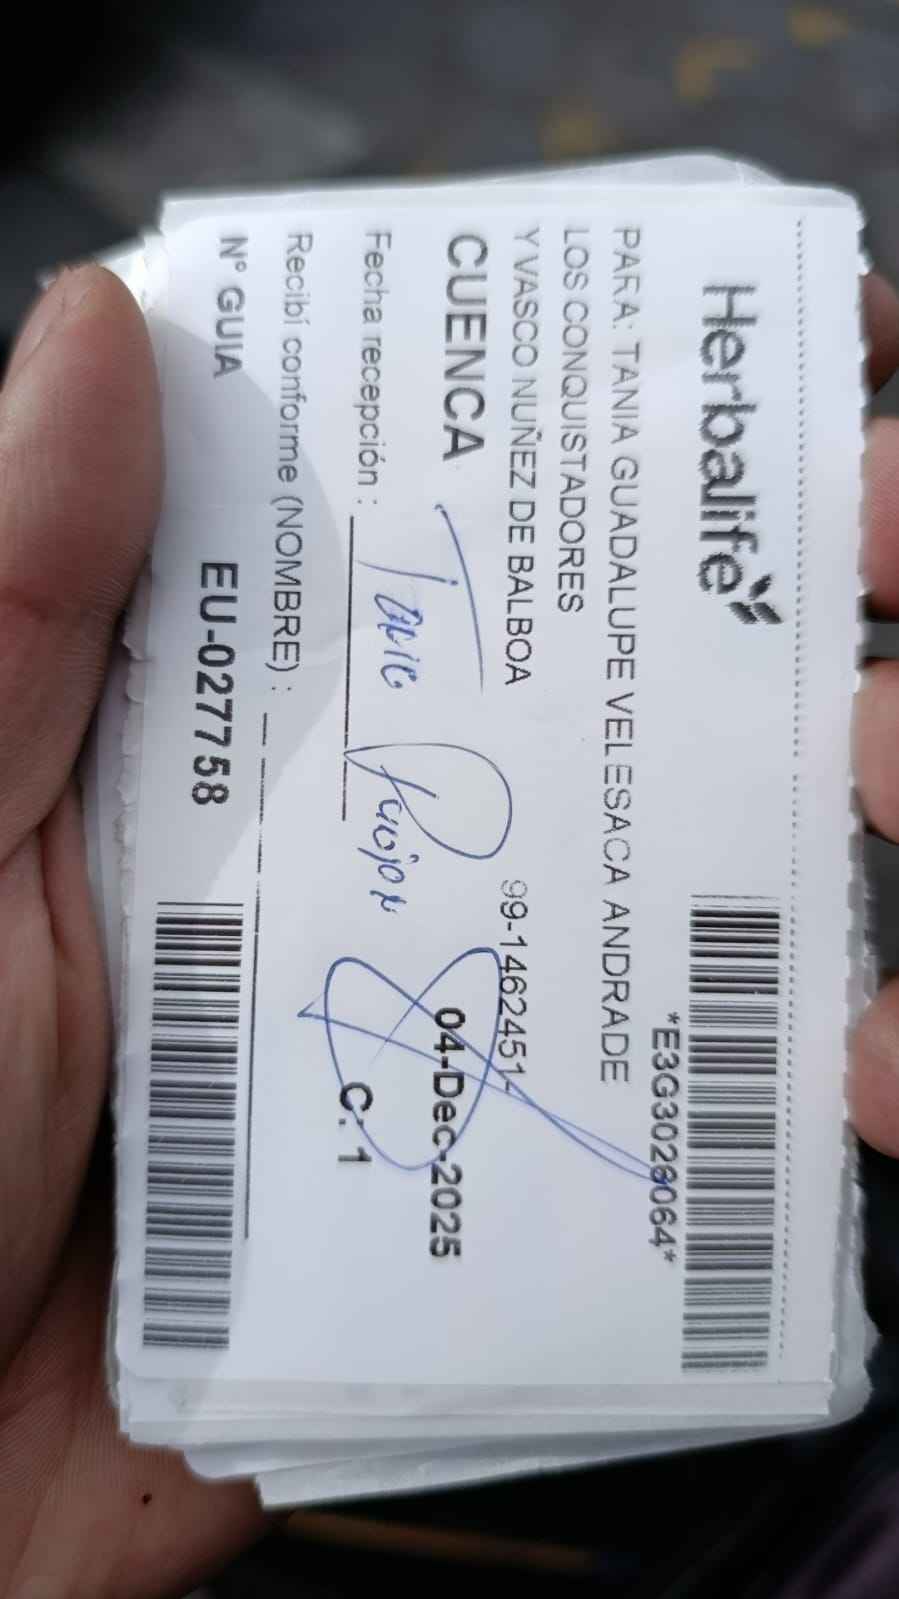 Herbalife
*E3G3028064*
PARA: TANIA GUADALUPE VELESACA ANDRADE
LOS CONQUISTADORES
Y VASCO NUÑEZ DE BALBOA
99-1462451-
CUENCA
04-Dec-2025
Fecha recepción :
C: 1
Recibí conforme (NOMBRE) :
N° GUIA EU-027758